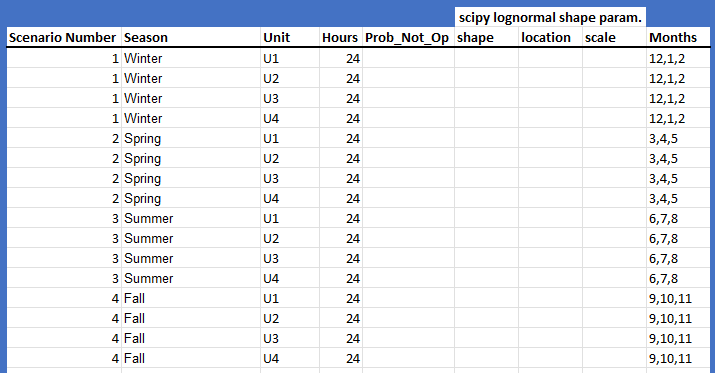 scipy lognormal shape param.
Scenario Number Season Unit Hours Prob_Not_Op shape location scale Months
1 Winter U1 24 12,1,2
1 Winter U2 24 12,1,2
1 Winter U3 24 12,1,2
1 Winter U4 24 12,1,2
2 Spring U1 24 3,4,5
2 Spring U2 24 3,4,5
2 Spring U3 24 3,4,5
2 Spring U4 24 3,4,5
3 Summer U1 24 6,7,8
3 Summer U2 24 6,7,8
3 Summer U3 24 6,7,8
3 Summer U4 24 6,7,8
4 Fall U1 24 9,10,11
4 Fall U2 24 9,10,11
4 Fall U3 24 9,10,11
4 Fall U4 24 9,10,11